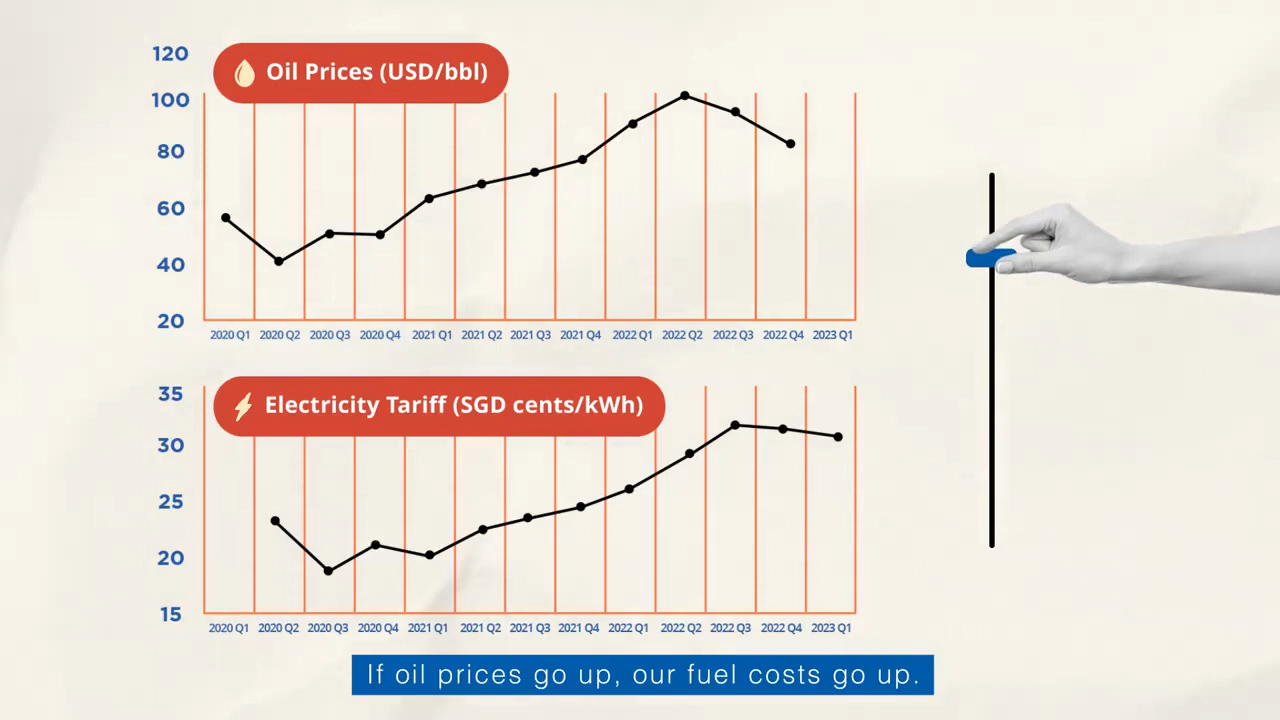 120
Oil Prices (USD/bbl)
100
80
60
40
20
2020 Q1 2020 Q2 2020 Q3 2020 Q4 2021 Q1 2021 Q2 2021 Q3 2021 Q4 2022 Q1 2022 Q2 2022 Q3 2022 Q4 2023 Q1
35
Electricity Tariff (SGD cents/kWh)
30
25
20
15
2020 Q1 2020 Q2 2020 Q3 2020 Q4 2021 Q1 2021 Q2 2021 Q3 2021 Q4 2022 Q1 2022 Q2 2022 Q3 2022 Q4 2023 Q1
If oil prices go up, our fuel costs go up.